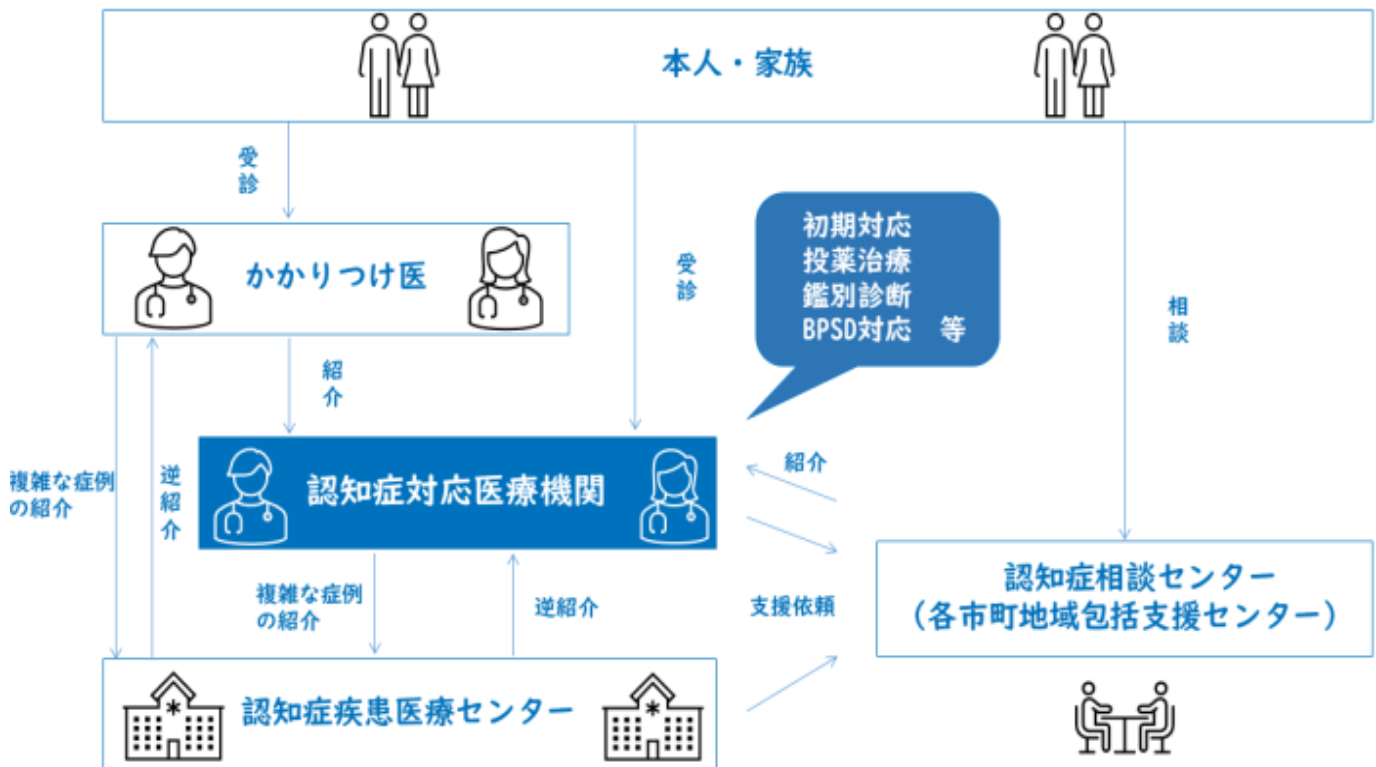 本人・家族
受診
受診
相談
初期対応
投薬治療
鑑別診断
BPSD対応　等
かかりつけ医
紹介
複雑な症例
の紹介
逆紹介
認知症対応医療機関
紹介
支援依頼
複雑な症例
の紹介
逆紹介
認知症相談センター
（各市町地域包括支援センター）
認知症疾患医療センター